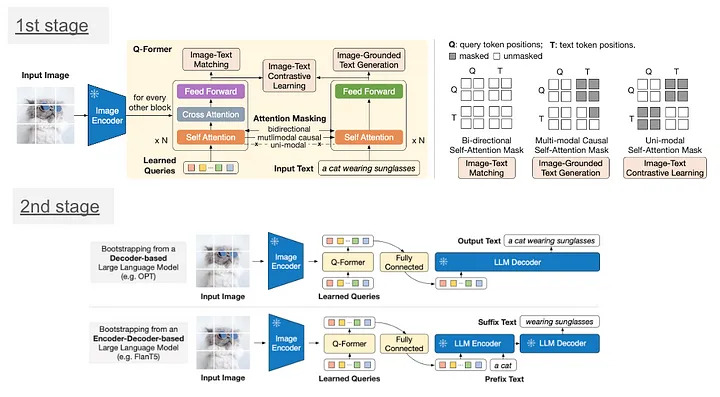 1st stage
Q-Former
Image-Text
Matching
Image-Text
Contrastive
Learning
Image-Grounded
Text Generation
Input Image
Image
Encoder
for every
other block
Feed Forward
Cross Attention
Self Attention
x N
Attention Masking
bidirectional
mutlimodal causal
uni-modal
Feed Forward
Self Attention
x N
Learned
Queries
Input Text
a cat wearing sunglasses
Q: query token positions; T: text token positions.
masked unmasked
Q T
Q
T
Bi-directional
Self-Attention Mask
Image-Text
Matching
Q T
Q
T
Multi-modal Causal
Self-Attention Mask
Image-Grounded
Text Generation
Q T
Q
T
Uni-modal
Self-Attention Mask
Image-Text
Contrastive Learning
2nd stage
Bootstrapping from a
Decoder-based
Large Language Model
(e.g. OPT)
Input Image
Image
Encoder
Q-Former
Learned Queries
Fully
Connected
Output Text
a cat wearing sunglasses
LLM Decoder
Bootstrapping from an
Encoder-Decoder-based
Large Language Model
(e.g. FlanT5)
Input Image
Image
Encoder
Q-Former
Learned Queries
Fully
Connected
Suffix Text
wearing sunglasses
LLM Encoder
LLM Decoder
a cat
Prefix Text